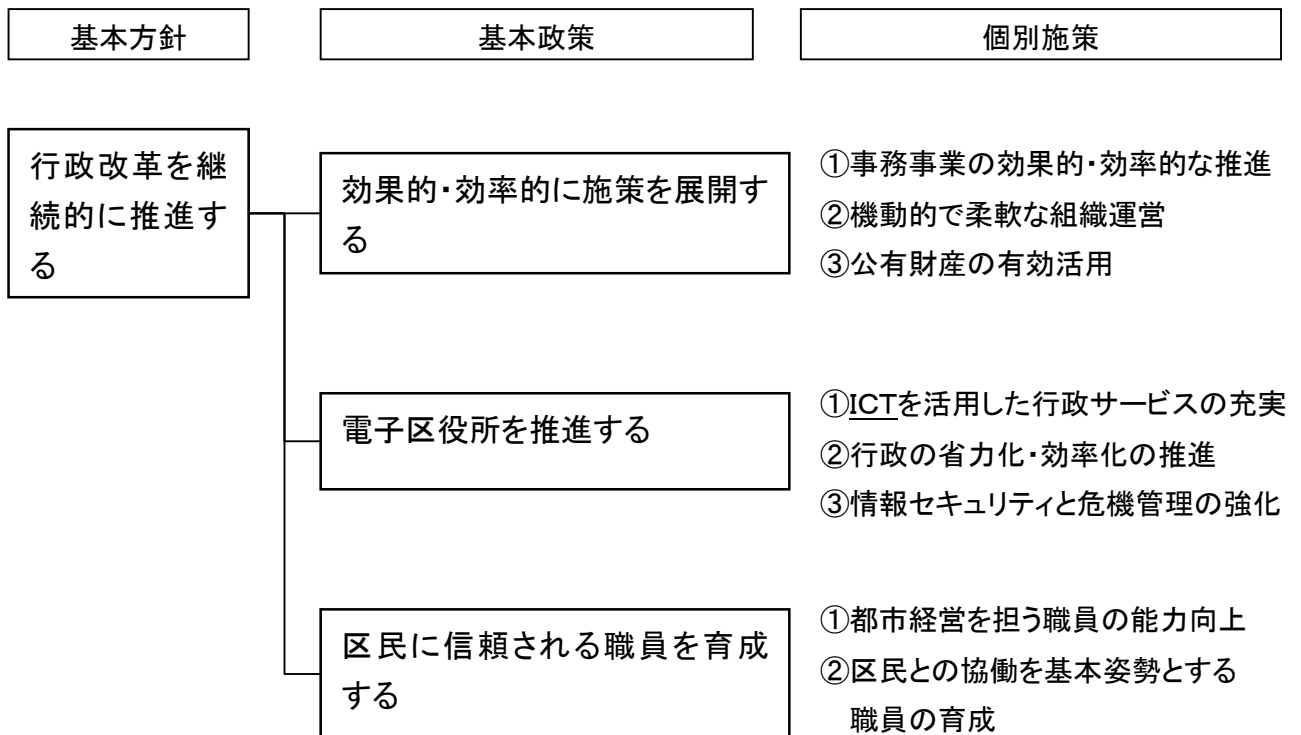 基本方針
基本政策
個別施策
行政改革を継
続的に推進す
る
効果的・効率的に施策を展開す
る
①事務事業の効果的・効率的な推進
②機動的で柔軟な組織運営
③公有財産の有効活用
電子区役所を推進する
①ICTを活用した行政サービスの充実
②行政の省力化・効率化の推進
③情報セキュリティと危機管理の強化
区民に信頼される職員を育成
する
①都市経営を担う職員の能力向上
②区民との協働を基本姿勢とする
職員の育成